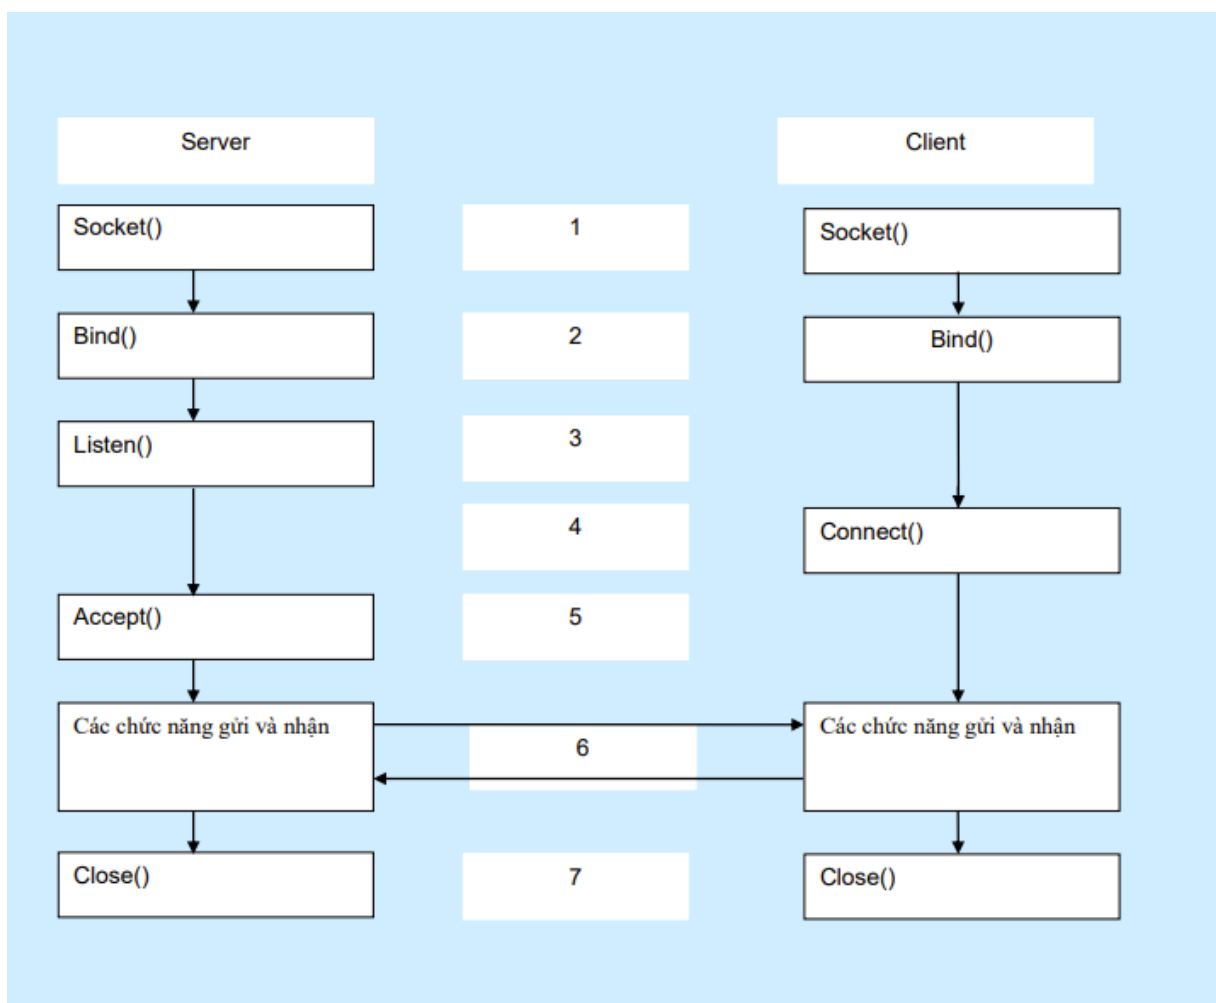 Server
Client
Socket()
1
Socket()
Bind()
2
Bind()
Listen()
3
4
Connect()
Accept()
5
Các chức năng gửi và nhận
Các chức năng gửi và nhận
6
Close()
7
Close()